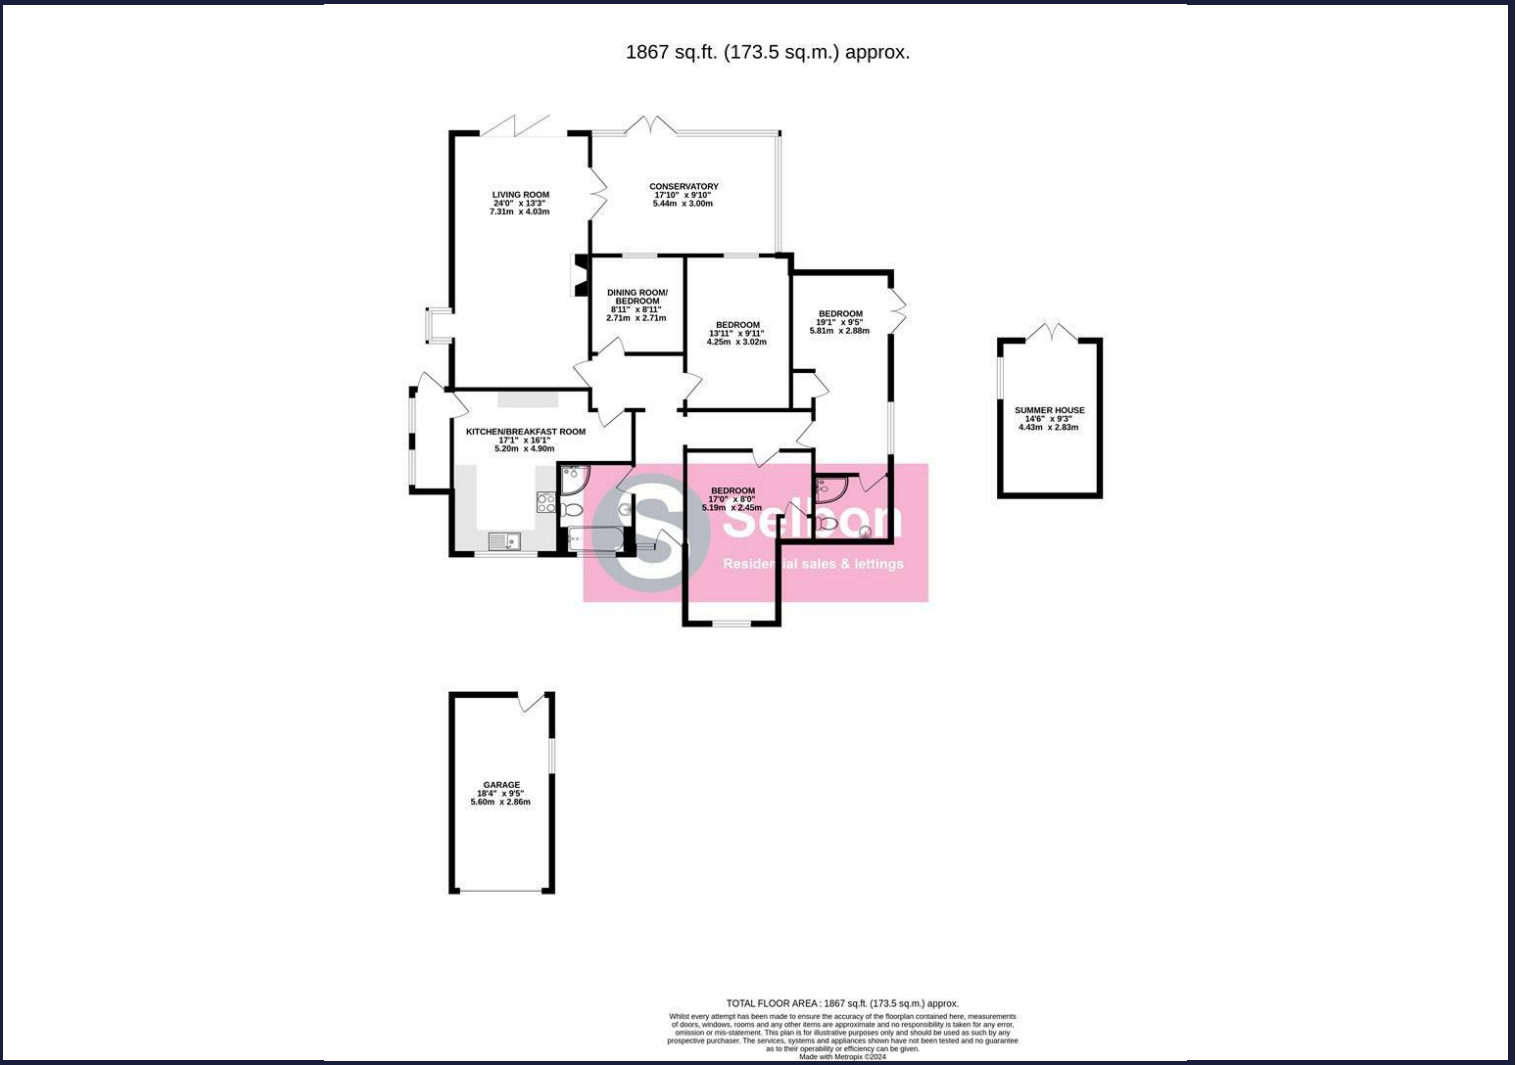 1867 sq.ft. (173.5 sq.m.) approx.
LIVING ROOM
24'0" x 13'3"
7.31m x 4.03m
CONSERVATORY
17'10" x 9'10"
5.44m x 3.00m
DINING ROOM/
BEDROOM
8'11" x 8'11"
2.71m x 2.71m
BEDROOM
13'11" x 9'11"
4.25m x 3.02m
BEDROOM
19'1" x 9'5"
5.81m x 2.88m
SUMMER HOUSE
14'6" x 9'3"
4.43m x 2.83m
KITCHEN/BREAKFAST ROOM
17'1" x 16'1"
5.20m x 4.90m
BEDROOM
17'0" x 8'0"
5.19m x 2.45m
S Selbon
Residential sales & lettings
GARAGE
18'4" x 9'5"
5.60m x 2.86m
TOTAL FLOOR AREA : 1867 sq.ft. (173.5 sq.m.) approx.
Whilst every attempt has been made to ensure the accuracy of the floorplan contained here, measurements
of doors, windows, rooms and any other items are approximate and no responsibility is taken for any error,
omission or mis-statement. This plan is for illustrative purposes only and should be used as such by any
prospective purchaser. The services, systems and appliances shown have not been tested and no guarantee
as to their operability or efficiency can be given.
Made with Metropix ©2024